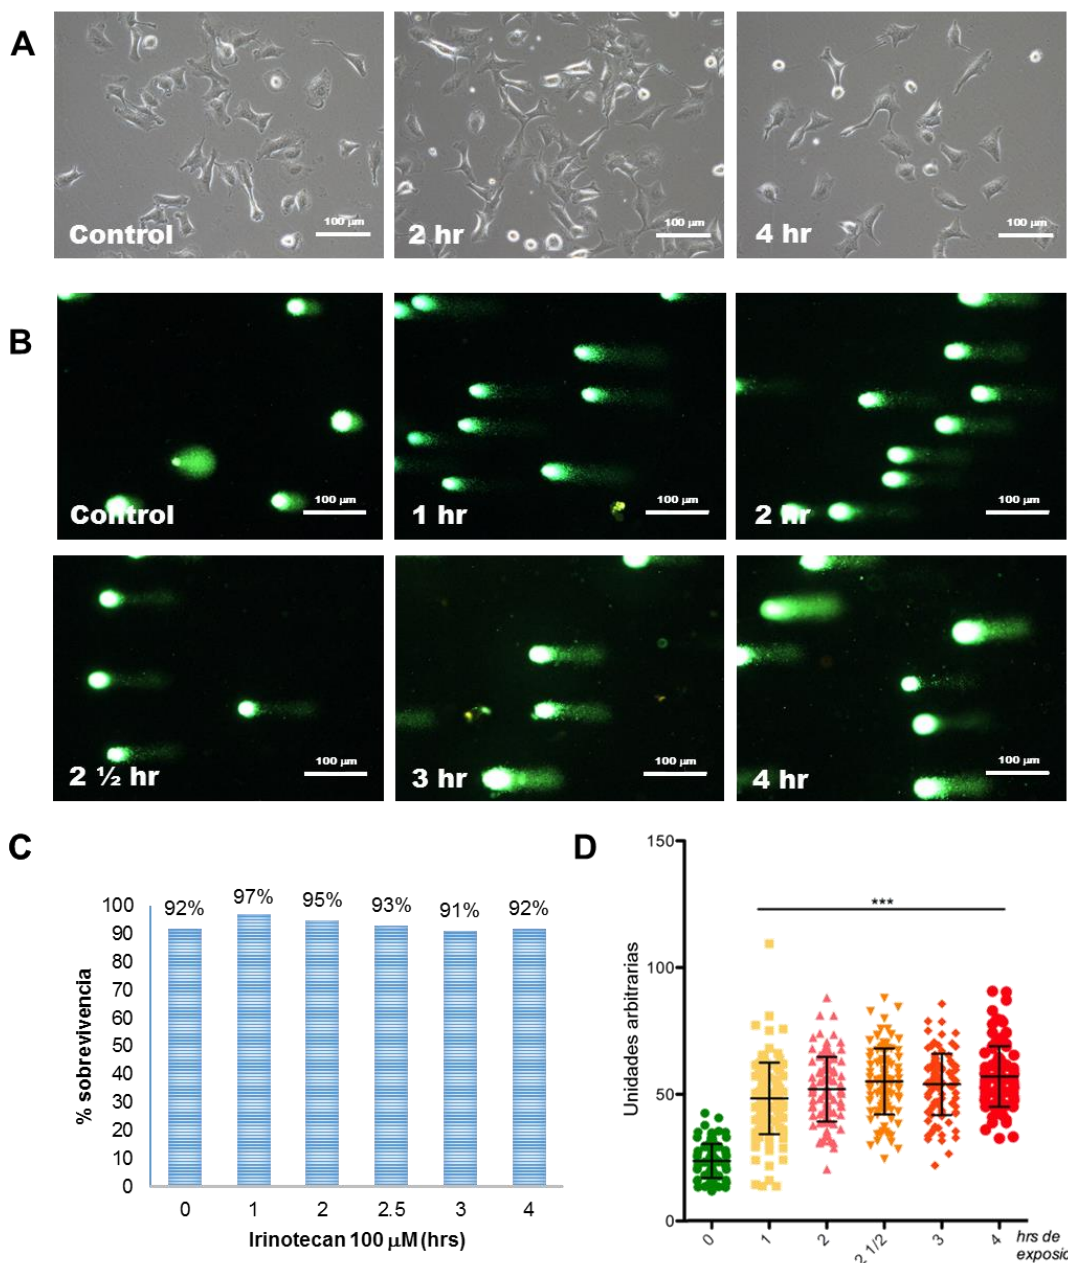 A
Control
100 µm
2 hr
100 µm
4 hr
100 µm
B
Control
100 µm
1 hr
100 µm
2 hr
100 µm
2 ½ hr
100 µm
3 hr
100 µm
4 hr
100 µm
C
% sobrevivencia
100
90
80
70
60
50
40
30
20
10
0
92%
97%
95%
93%
91%
92%
0
1
2
2.5
3
4
Irinotecan 100 µM (hrs)
D
Unidades arbitrarias
150
100
50
0
***
0
1
2
2 1/2
3
4
hrs de
exposic